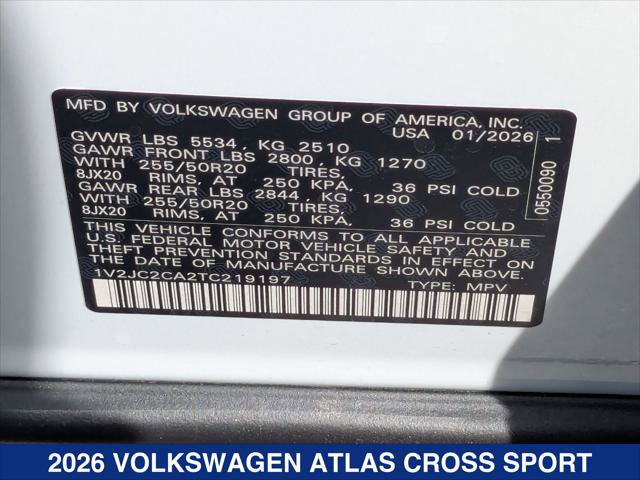 MFD BY VOLKSWAGEN GROUP OF AMERICA, INC.
USA 01/2026
GVWR LBS 5534, KG 2510
GAWR FRONT LBS 2800, KG 1270
WITH 255/50R20 TIRES,
8JX20 RIMS, AT 250 KPA, 36 PSI COLD
GAWR REAR LBS 2844, KG 1290
WITH 255/50R20 TIRES,
8JX20 RIMS, AT 250 KPA, 36 PSI COLD
THIS VEHICLE CONFORMS TO ALL APPLICABLE
U.S. FEDERAL MOTOR VEHICLE SAFETY AND
THEFT PREVENTION STANDARDS IN EFFECT ON
THE DATE OF MANUFACTURE SHOWN ABOVE.
1V2JC2CA2TC219197
TYPE: MPV
0550090 1
2026 VOLKSWAGEN ATLAS CROSS SPORT